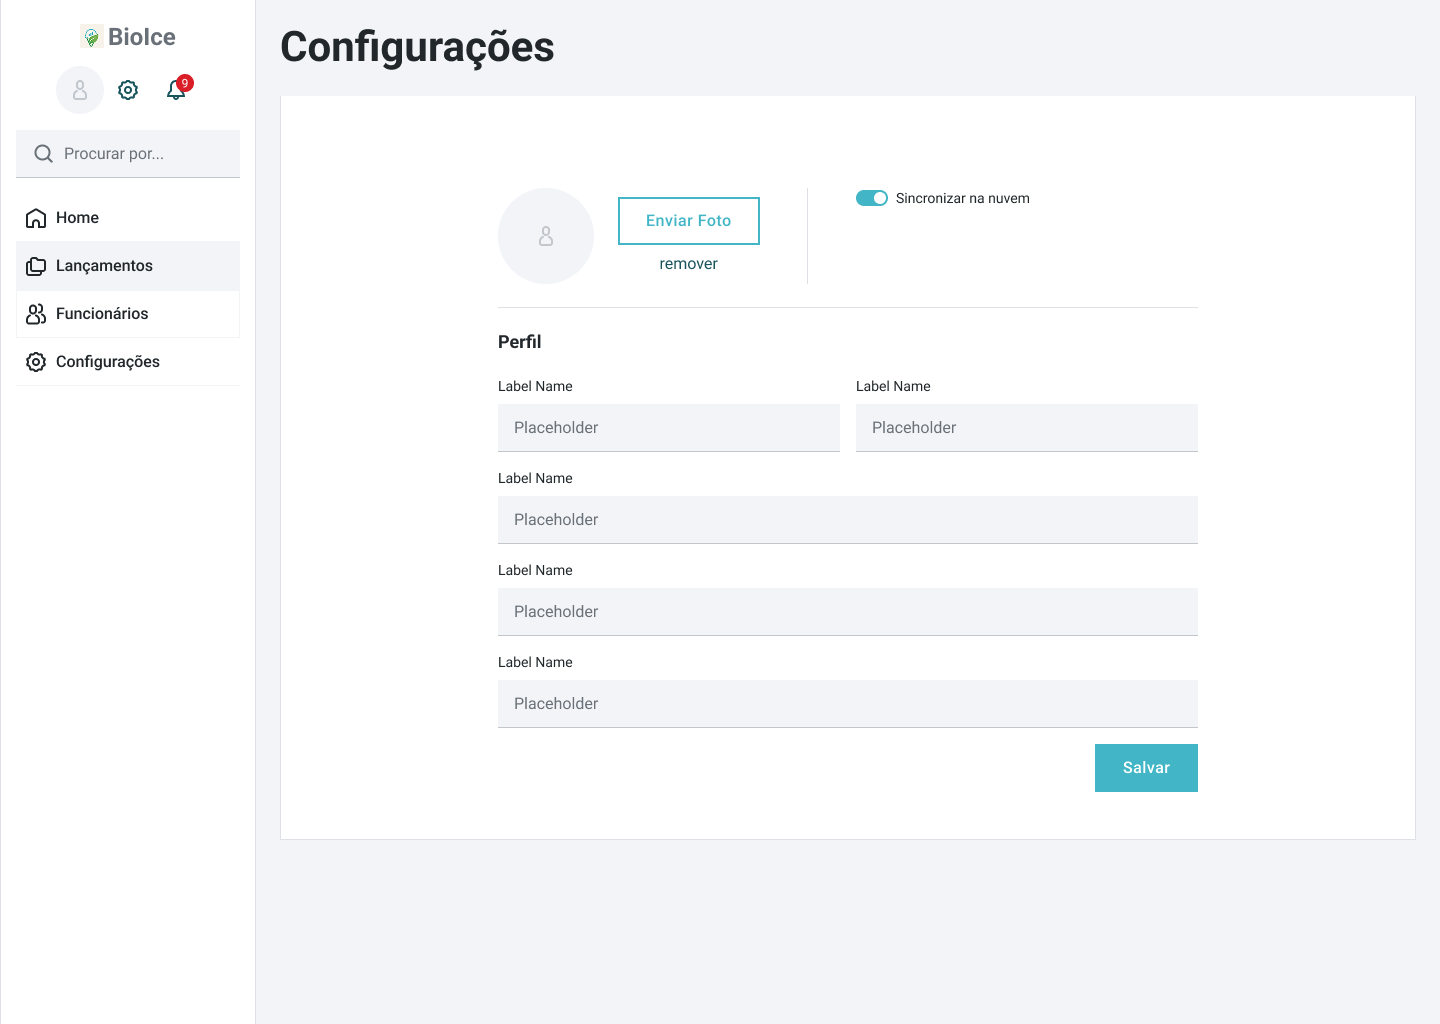 BioIce
9
Procurar por...
Home
Lançamentos
Funcionários
Configurações
Configurações
Enviar Foto
remover
Sincronizar na nuvem
Perfil
Label Name
Label Name
Placeholder
Placeholder
Label Name
Placeholder
Label Name
Placeholder
Label Name
Placeholder
Salvar